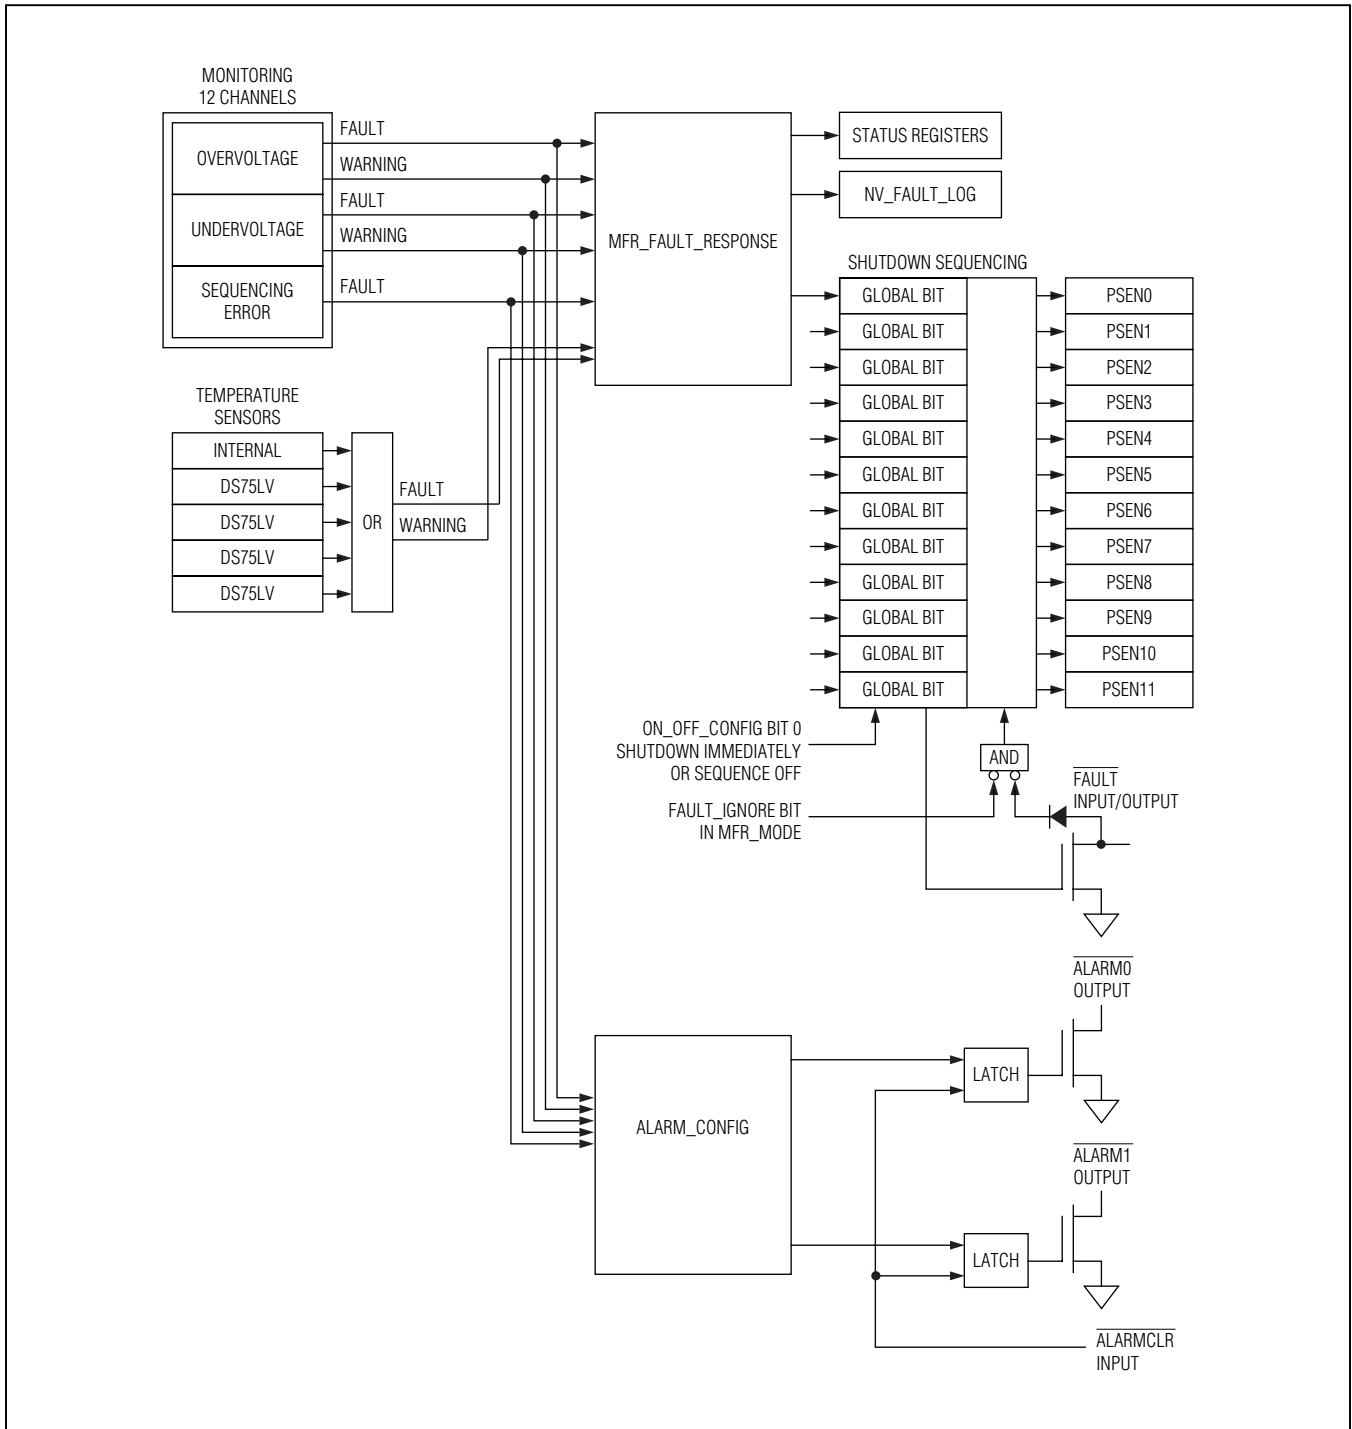 MONITORING
12 CHANNELS
OVERVOLTAGE
FAULT
WARNING
UNDERVOLTAGE
FAULT
WARNING
SEQUENCING
ERROR
FAULT
MFR_FAULT_RESPONSE
STATUS REGISTERS
NV_FAULT_LOG
TEMPERATURE
SENSORS
INTERNAL
DS75LV
DS75LV
DS75LV
DS75LV
OR
FAULT
WARNING
SHUTDOWN SEQUENCING
GLOBAL BIT
PSEN0
GLOBAL BIT
PSEN1
GLOBAL BIT
PSEN2
GLOBAL BIT
PSEN3
GLOBAL BIT
PSEN4
GLOBAL BIT
PSEN5
GLOBAL BIT
PSEN6
GLOBAL BIT
PSEN7
GLOBAL BIT
PSEN8
GLOBAL BIT
PSEN9
GLOBAL BIT
PSEN10
GLOBAL BIT
PSEN11
ON_OFF_CONFIG BIT 0
SHUTDOWN IMMEDIATELY
OR SEQUENCE OFF
AND
FAULT_IGNORE BIT
IN MFR_MODE
FAULT
INPUT/OUTPUT
ALARM_CONFIG
ALARM0
OUTPUT
LATCH
ALARM1
OUTPUT
LATCH
ALARMCLR
INPUT